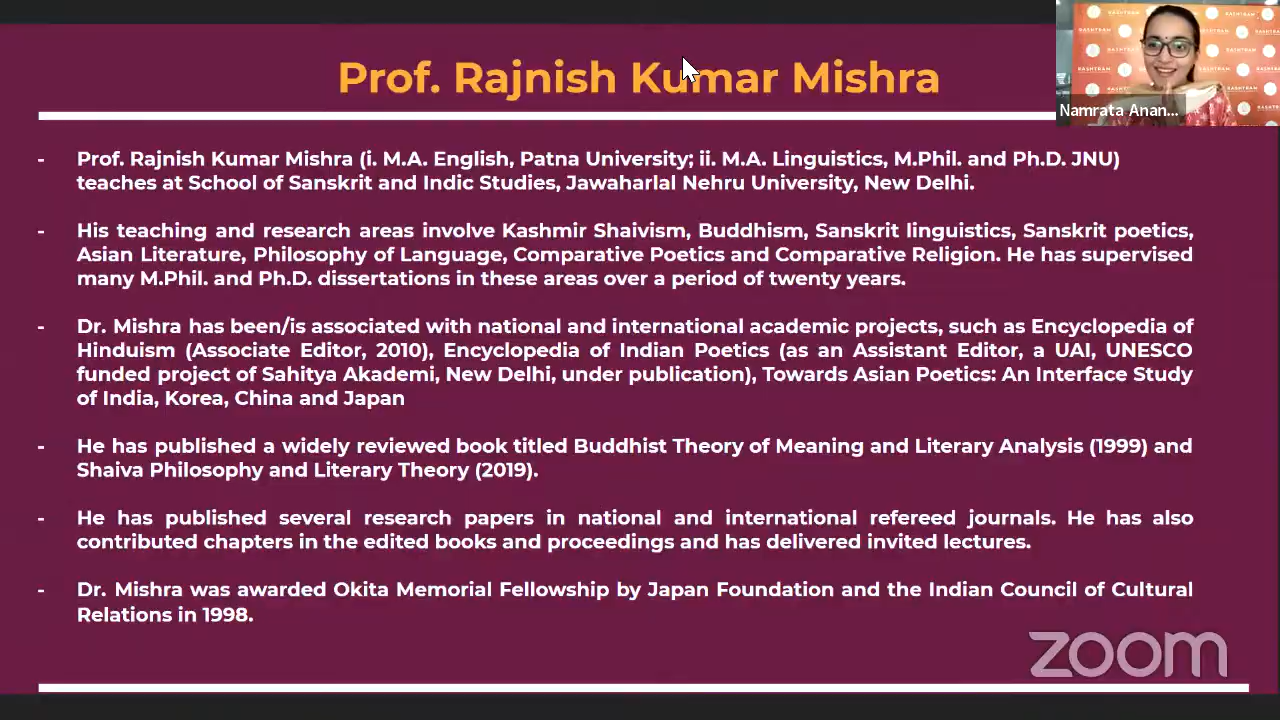 Prof. Rajnish Kumar Mishra
RASHTRAM
Namrata Anan...
- Prof. Rajnish Kumar Mishra (i. M.A. English, Patna University; ii. M.A. Linguistics, M.Phil. and Ph.D. JNU)
teaches at School of Sanskrit and Indic Studies, Jawaharlal Nehru University, New Delhi.
- His teaching and research areas involve Kashmir Shaivism, Buddhism, Sanskrit linguistics, Sanskrit poetics,
Asian Literature, Philosophy of Language, Comparative Poetics and Comparative Religion. He has supervised
many M.Phil. and Ph.D. dissertations in these areas over a period of twenty years.
- Dr. Mishra has been/is associated with national and international academic projects, such as Encyclopedia of
Hinduism (Associate Editor, 2010), Encyclopedia of Indian Poetics (as an Assistant Editor, a UAI, UNESCO
funded project of Sahitya Akademi, New Delhi, under publication), Towards Asian Poetics: An Interface Study
of India, Korea, China and Japan
- He has published a widely reviewed book titled Buddhist Theory of Meaning and Literary Analysis (1999) and
Shaiva Philosophy and Literary Theory (2019).
- He has published several research papers in national and international refereed journals. He has also
contributed chapters in the edited books and proceedings and has delivered invited lectures.
- Dr. Mishra was awarded Okita Memorial Fellowship by Japan Foundation and the Indian Council of Cultural
Relations in 1998.
zoom